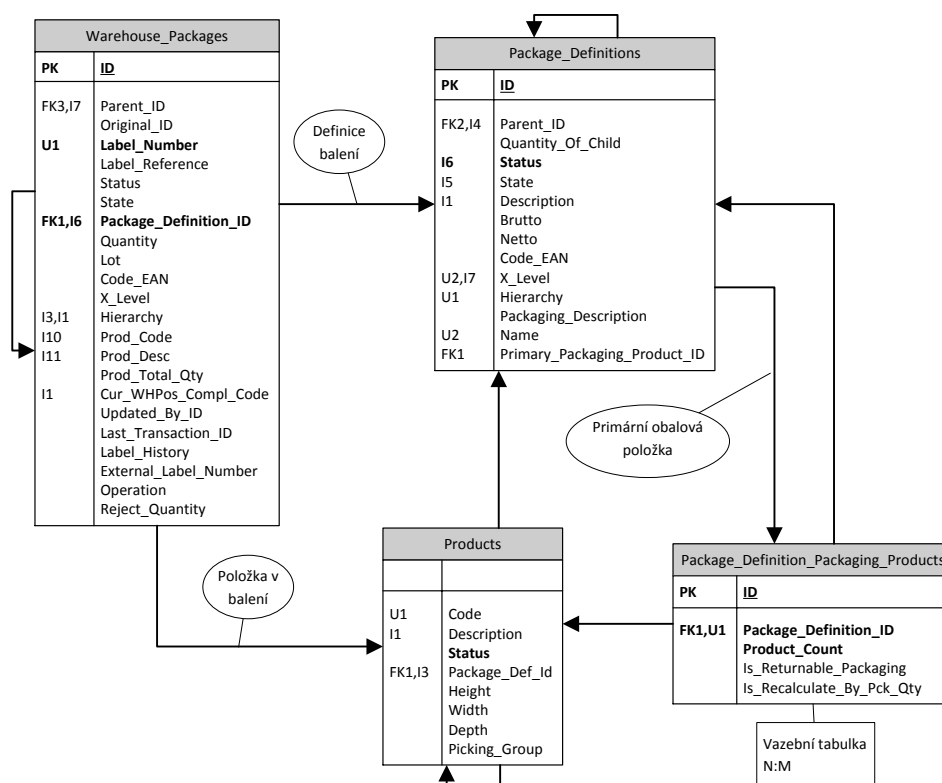 Warehouse_Packages
PK ID
FK3,I7 Parent_ID
Original_ID
U1 Label_Number
Label_Reference
Status
State
FK1,I6 Package_Definition_ID
Quantity
Lot
Code_EAN
X_Level
I3,I1 Hierarchy
I10 Prod_Code
I11 Prod_Desc
Prod_Total_Qty
I1 Cur_WHPos_Compl_Code
Updated_By_ID
Last_Transaction_ID
Label_History
External_Label_Number
Operation
Reject_Quantity
Definice
balení
Package_Definitions
PK ID
FK2,I4 Parent_ID
Quantity_Of_Child
I6 Status
I5 State
I1 Description
Brutto
Netto
Code_EAN
U2,I7 X_Level
U1 Hierarchy
Packaging_Description
U2 Name
FK1 Primary_Packaging_Product_ID
Primární obalová
položka
Položka v
balení
Products
U1 Code
I1 Description
Status
FK1,I3 Package_Def_Id
Height
Width
Depth
Picking_Group
Package_Definition_Packaging_Products
PK ID
FK1,U1 Package_Definition_ID
Product_Count
Is_Returnable_Packaging
Is_Recalculate_By_Pck_Qty
Vazební tabulka
N:M